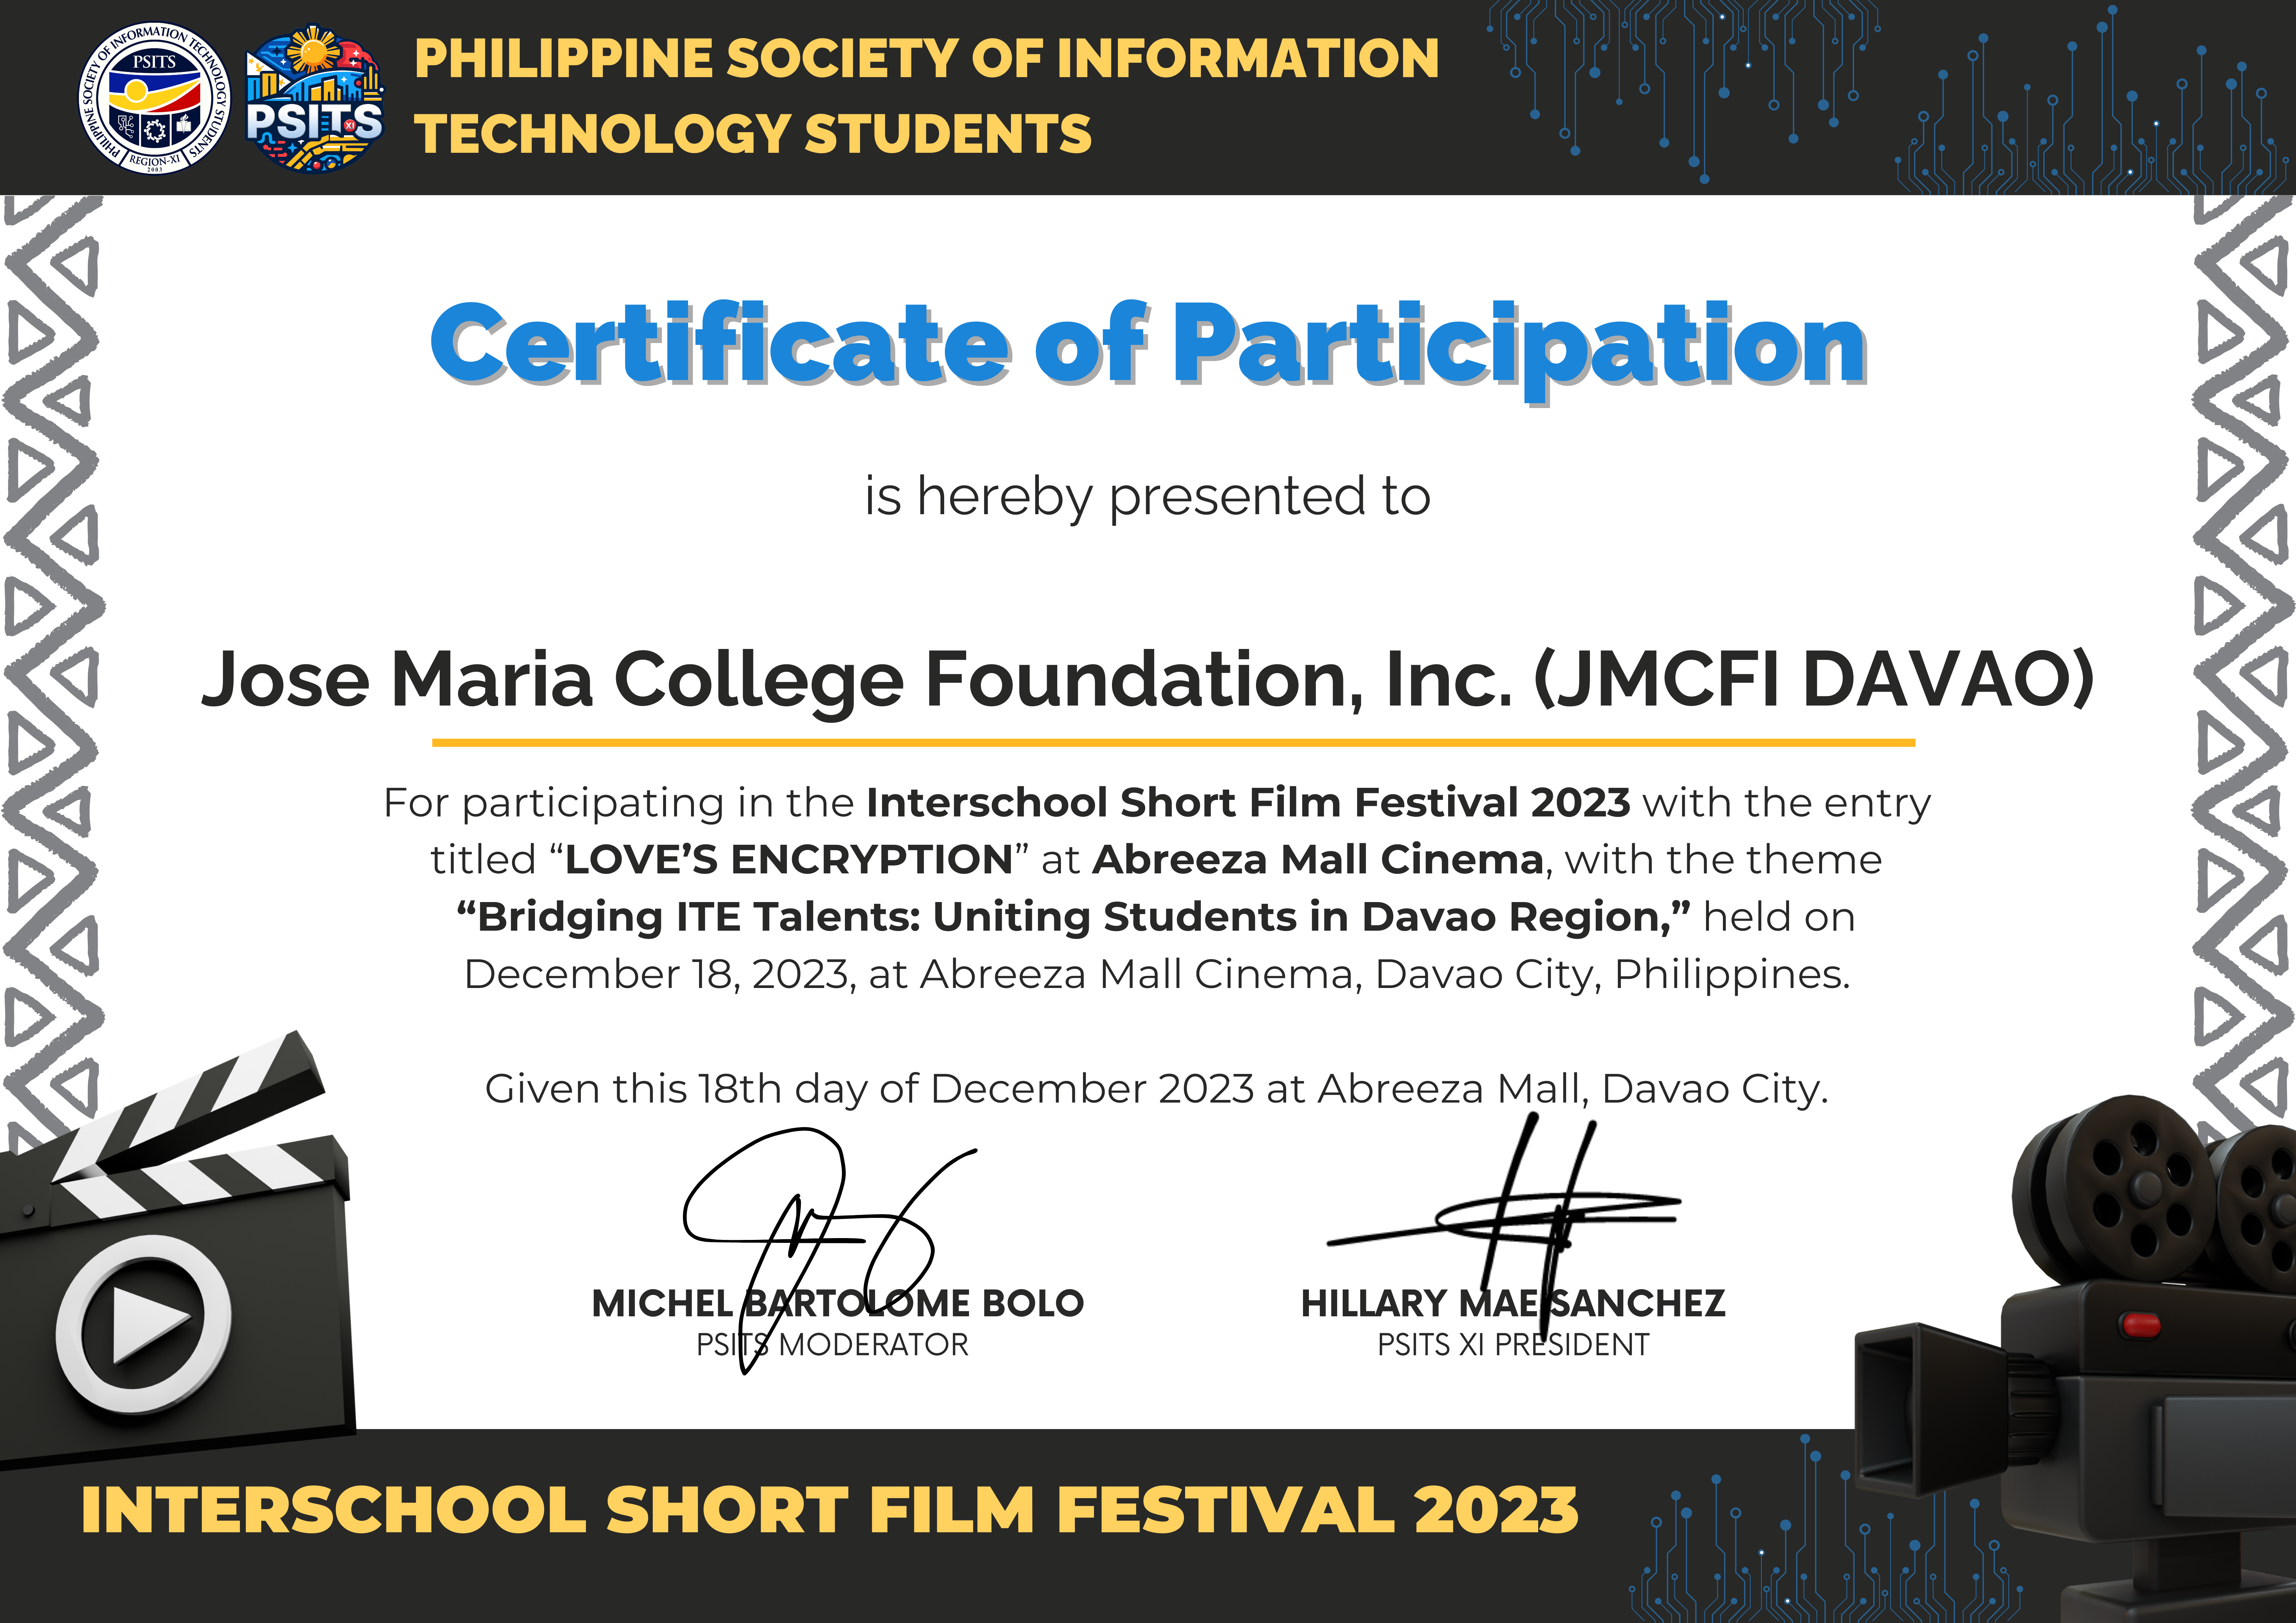 PHILIPPINE SOCIETY OF INFORMATION TECHNOLOGY STUDENTS
PSITS
REGION-XI
2003
PSITS
XI
PHILIPPINE SOCIETY OF INFORMATION
TECHNOLOGY STUDENTS
Certificate of Participation
is hereby presented to
Jose Maria College Foundation, Inc. (JMCFI DAVAO)
For participating in the Interschool Short Film Festival 2023 with the entry
titled “LOVE’S ENCRYPTION” at Abreeza Mall Cinema, with the theme
“Bridging ITE Talents: Uniting Students in Davao Region,” held on
December 18, 2023, at Abreeza Mall Cinema, Davao City, Philippines.
Given this 18th day of December 2023 at Abreeza Mall, Davao City.
MICHEL BARTOLOME BOLO
PSITS MODERATOR
HILLARY MAE SANCHEZ
PSITS XI PRESIDENT
INTERSCHOOL SHORT FILM FESTIVAL 2023